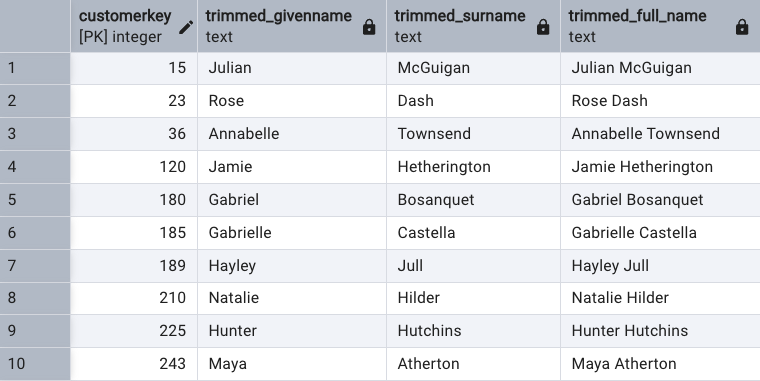 customerkey trimmed_givenname trimmed_surname trimmed_full_name
[PK] integer text text text
1 15 Julian McGuigan Julian McGuigan
2 23 Rose Dash Rose Dash
3 36 Annabelle Townsend Annabelle Townsend
4 120 Jamie Hetherington Jamie Hetherington
5 180 Gabriel Bosanquet Gabriel Bosanquet
6 185 Gabrielle Castella Gabrielle Castella
7 189 Hayley Jull Hayley Jull
8 210 Natalie Hilder Natalie Hilder
9 225 Hunter Hutchins Hunter Hutchins
10 243 Maya Atherton Maya Atherton